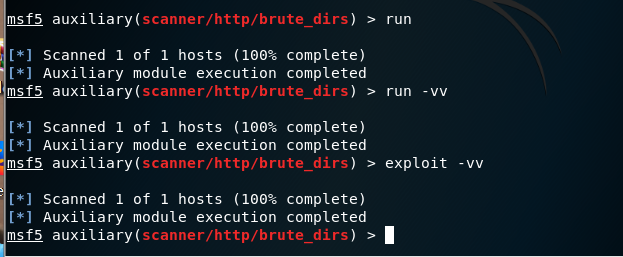 msf5 auxiliary(scanner/http/brute_dirs) > run
[*] Scanned 1 of 1 hosts (100% complete)
[*] Auxiliary module execution completed
msf5 auxiliary(scanner/http/brute_dirs) > run -vv
[*] Scanned 1 of 1 hosts (100% complete)
[*] Auxiliary module execution completed
msf5 auxiliary(scanner/http/brute_dirs) > exploit -vv
[*] Scanned 1 of 1 hosts (100% complete)
[*] Auxiliary module execution completed
msf5 auxiliary(scanner/http/brute_dirs) >